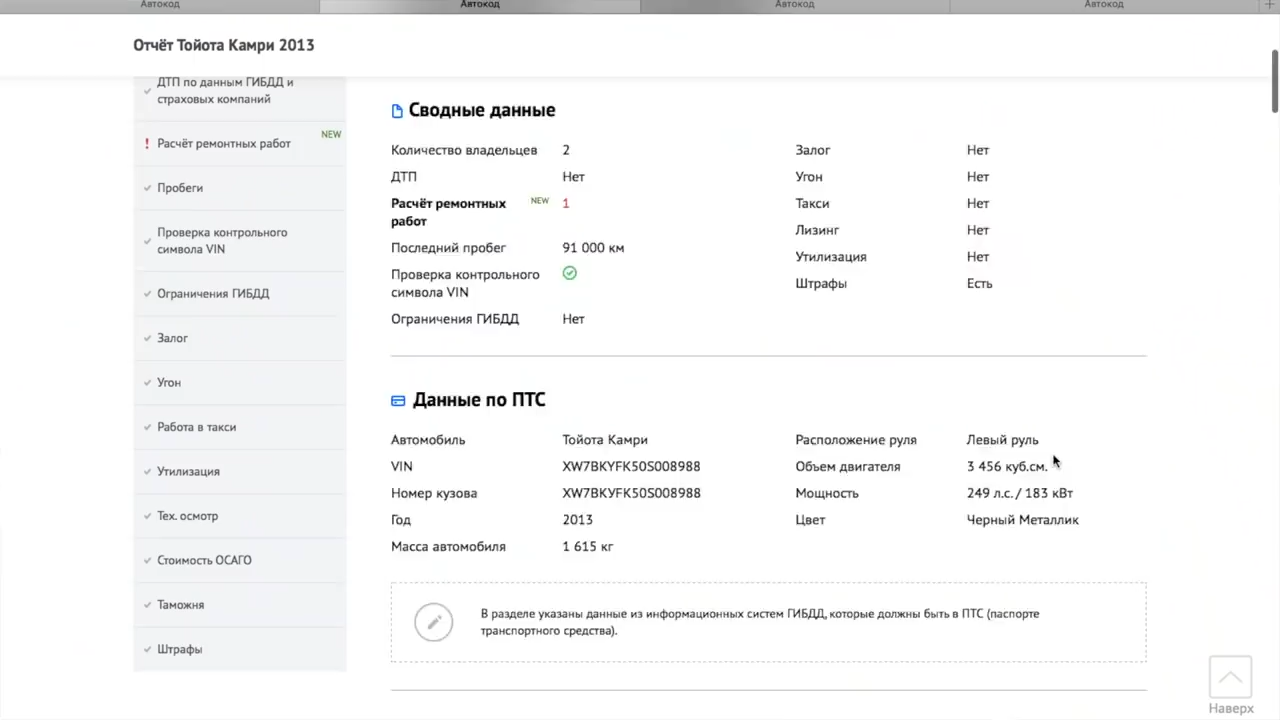 Автокод
Автокод
Автокод
Автокод
Отчёт Тойота Камри 2013
ДТП по данным ГИБДД и
страховых компаний
Расчёт ремонтных работ NEW
Пробеги
Проверка контрольного
символа VIN
Ограничения ГИБДД
Залог
Угон
Работа в такси
Утилизация
Тех. осмотр
Стоимость ОСАГО
Таможня
Штрафы
Сводные данные
Количество владельцев 2
ДТП Нет
Расчёт ремонтных NEW 1
работ
Последний пробег 91 000 км
Проверка контрольного
символа VIN
Ограничения ГИБДД Нет
Залог Нет
Угон Нет
Такси Нет
Лизинг Нет
Утилизация Нет
Штрафы Есть
Данные по ПТС
Автомобиль Тойота Камри
VIN XW7BKYFK50S008988
Номер кузова XW7BKYFK50S008988
Год 2013
Масса автомобиля 1 615 кг
Расположение руля Левый руль
Объем двигателя 3 456 куб.см.
Мощность 249 л.с. / 183 кВт
Цвет Черный Металлик
В разделе указаны данные из информационных систем ГИБДД, которые должны быть в ПТС (паспорте
транспортного средства).
Наверх